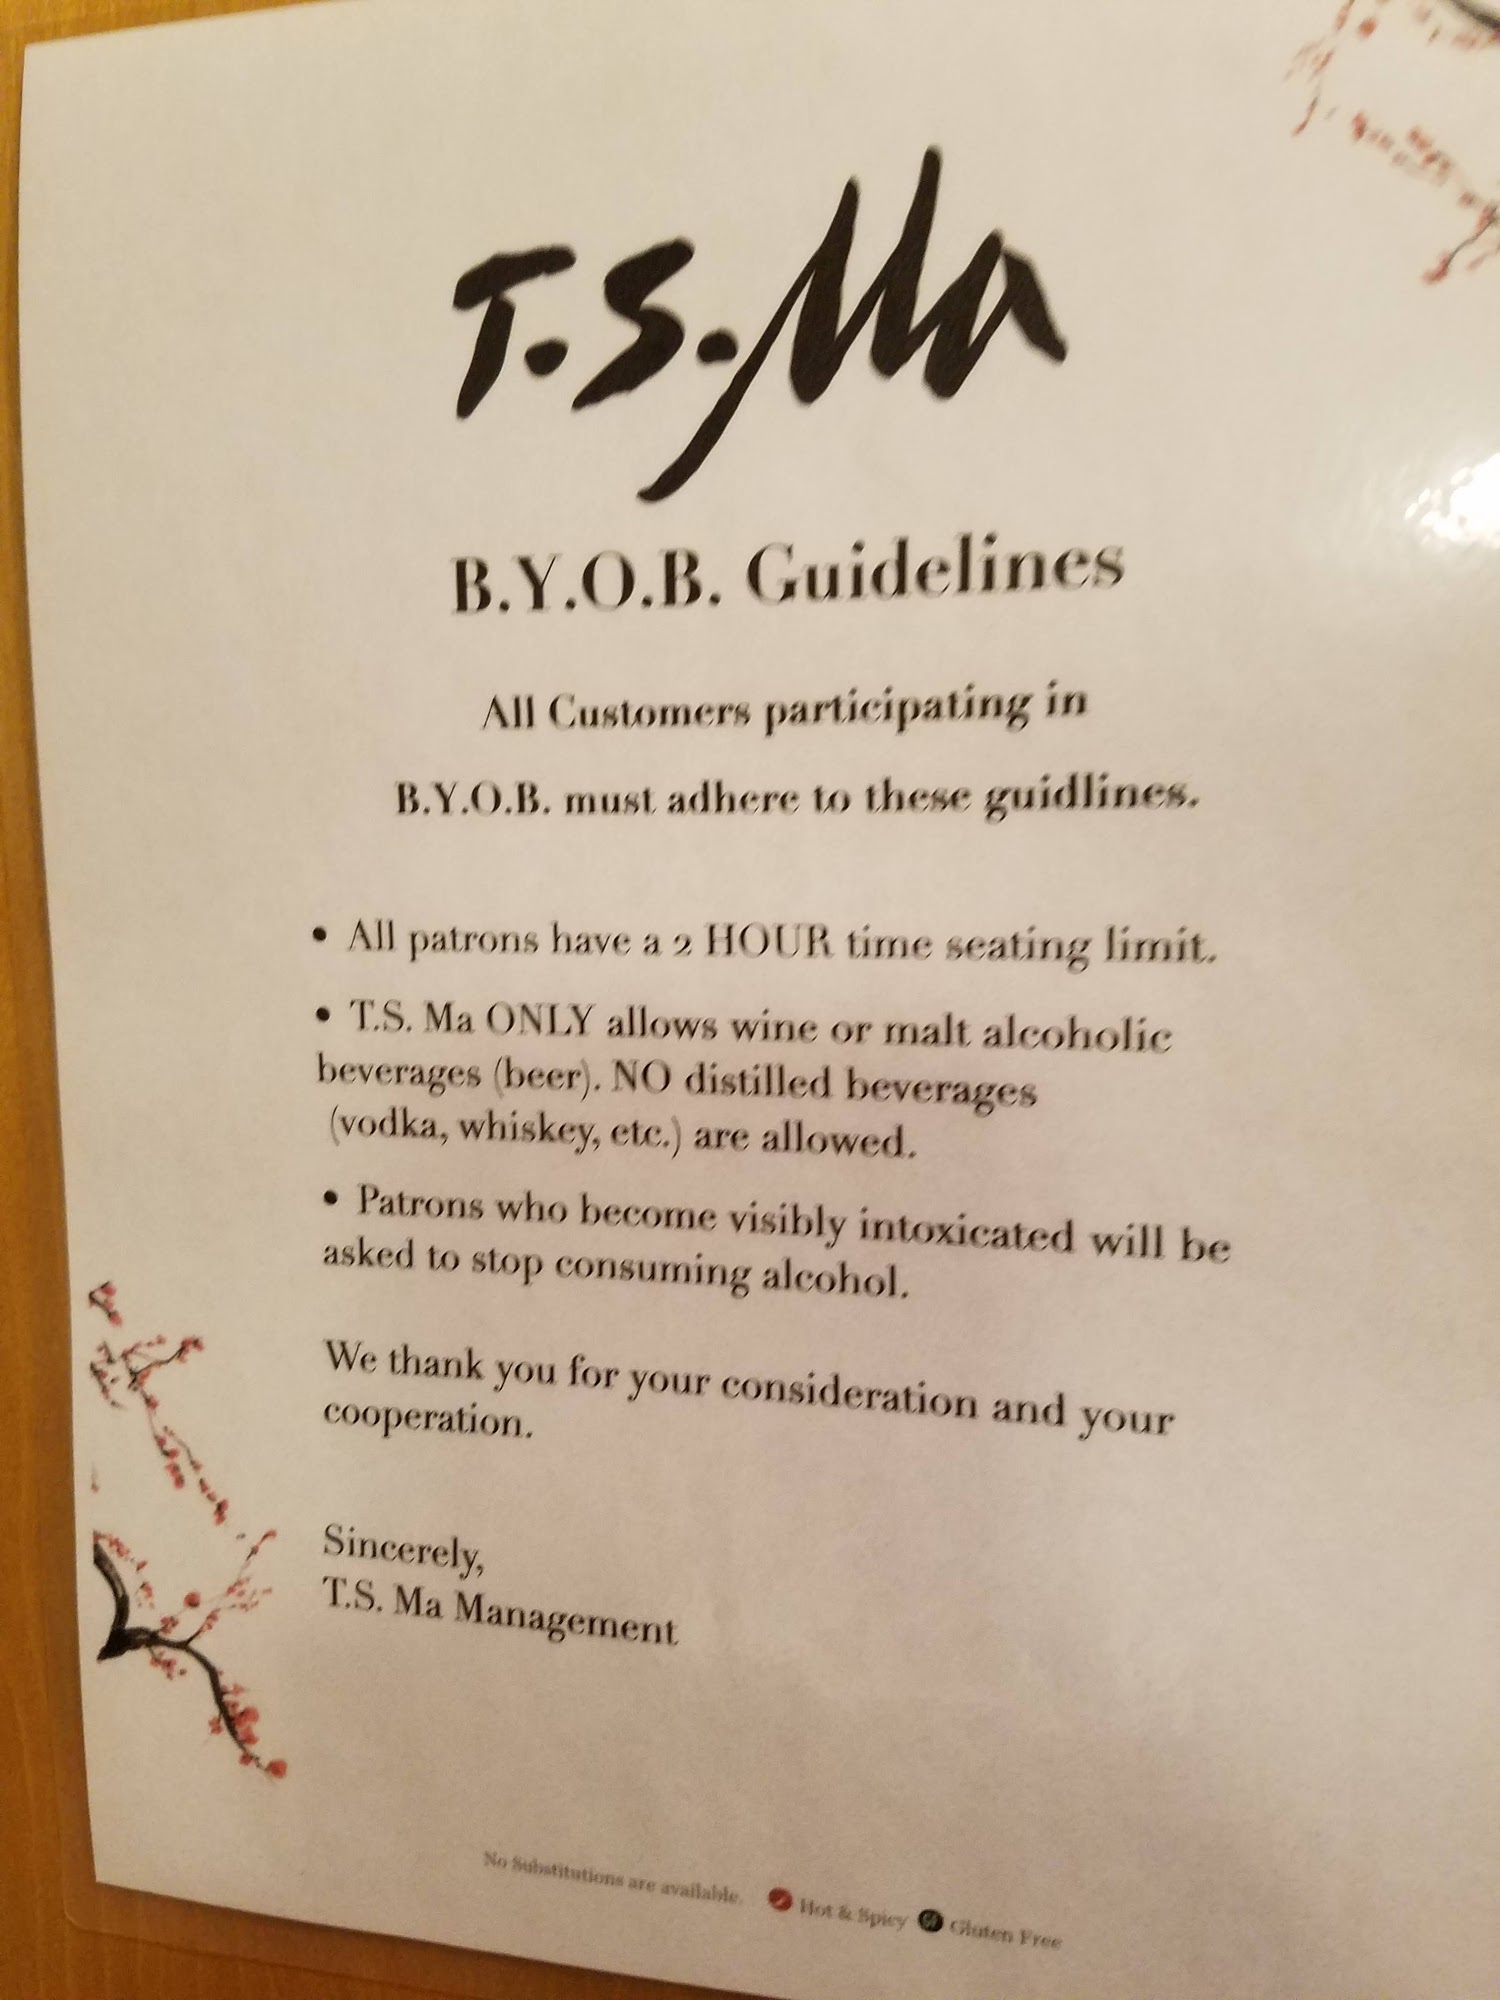 T.S. Ma
B.Y.O.B. Guidelines
All Customers participating in
B.Y.O.B. must adhere to these guidlines.
• All patrons have a 2 HOUR time seating limit.
• T.S. Ma ONLY allows wine or malt alcoholic
beverages (beer). NO distilled beverages
(vodka, whiskey, etc.) are allowed.
• Patrons who become visibly intoxicated will be
asked to stop consuming alcohol.
We thank you for your consideration and your
cooperation.
Sincerely,
T.S. Ma Management
No Substitutions are available. Hot & Spicy GF Gluten Free